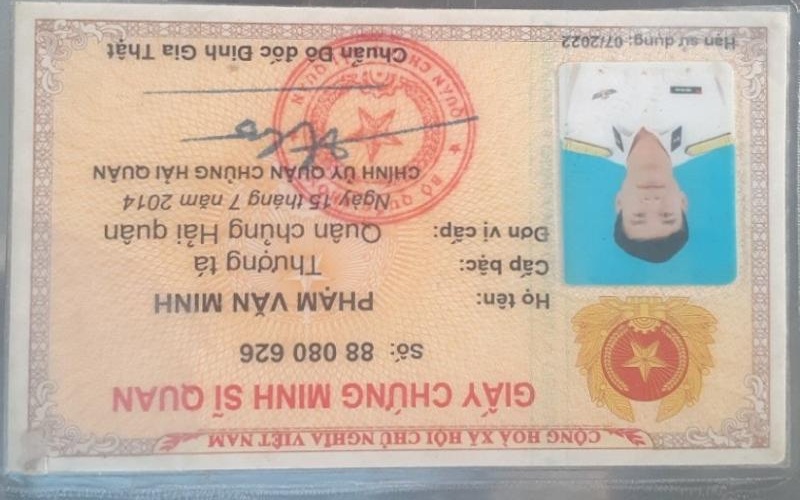 CỘNG HOÀ XÃ HỘI CHỦ NGHĨA VIỆT NAM
GIẤY CHỨNG MINH SĨ QUAN
Số: 88 080 626
Họ tên: PHẠM VĂN MINH
Cấp bậc: Thượng tá
Đơn vị cấp: Quân chủng Hải quân
Ngày 15 tháng 7 năm 2014
CHÍNH ỦY QUÂN CHỦNG HẢI QUÂN
Chuẩn Đô đốc Đinh Gia Thật
Hạn sử dụng: 07/2022